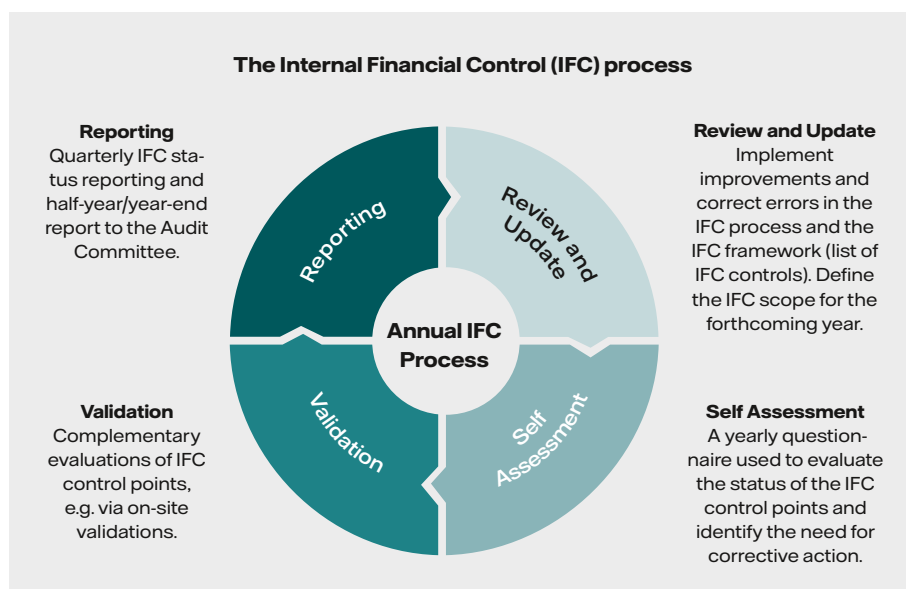 The Internal Financial Control (IFC) process
Reporting
Quarterly IFC sta-
tus reporting and
half-year/year-end
report to the Audit
Committee.
Review and Update
Implement
improvements and
correct errors in the
IFC process and the
IFC framework (list of
IFC controls). Define
the IFC scope for the
forthcoming year.
Reporting
Review and
Update
Annual IFC
Process
Validation
Self
Assessment
Validation
Complementary
evaluations of IFC
control points,
e.g. via on-site
validations.
Self Assessment
A yearly question-
naire used to evaluate
the status of the IFC
control points and
identify the need for
corrective action.